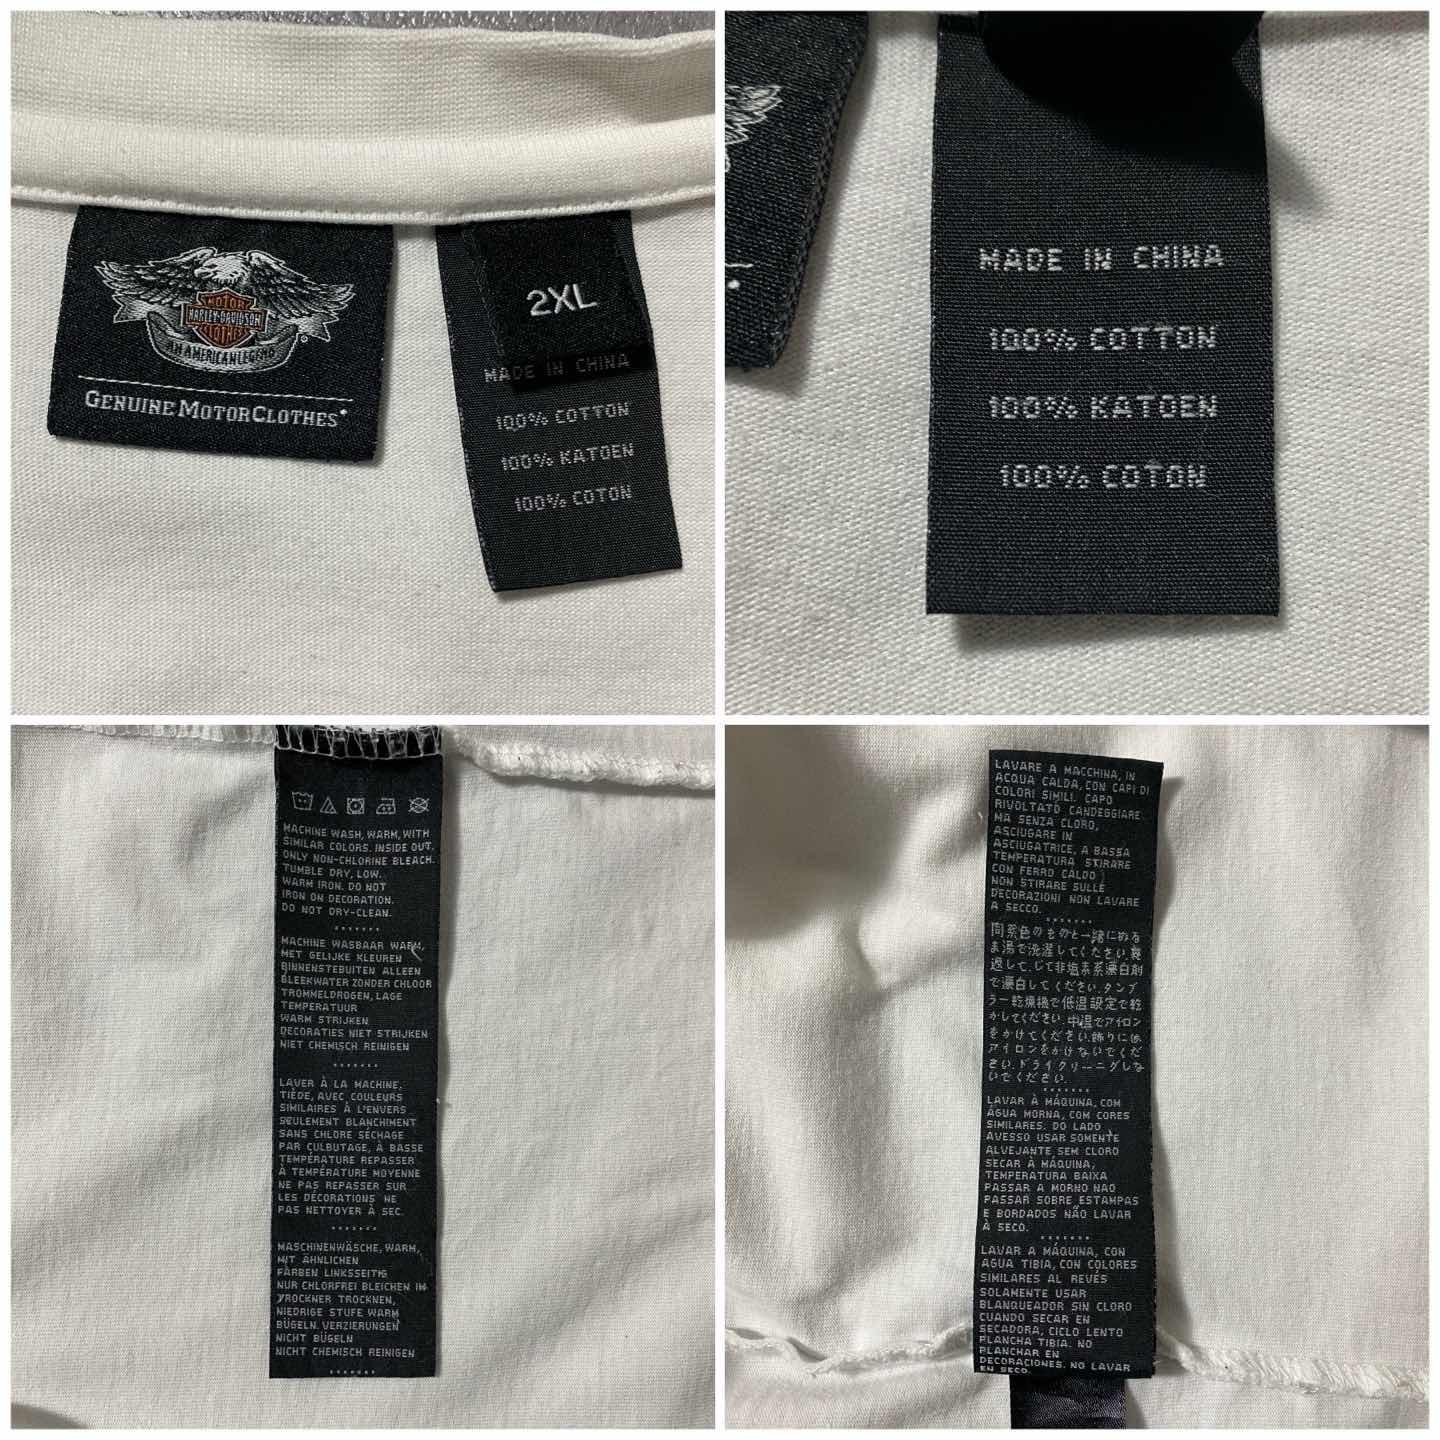 MOTOR
HARLEY-DAVIDSON
CLOTHES
®
AN AMERICAN LEGEND
GENUINE MOTORCLOTHES®
2XL
MADE IN CHINA
100% COTTON
100% KATOEN
100% COTON
MADE IN CHINA
100% COTTON
100% KATOEN
100% COTON
MACHINE WASH, WARM, WITH
SIMILAR COLORS. INSIDE OUT.
ONLY NON-CHLORINE BLEACH.
TUMBLE DRY, LOW.
WARM IRON. DO NOT
IRON ON DECORATION.
DO NOT DRY-CLEAN.
MACHINE WASBAAR WARM,
MET GELIJKE KLEUREN
BINNENSTEBUITEN ALLEEN
BLEEKWATER ZONDER CHLOOR
TROMMELDROGEN, LAGE
TEMPERATUUR
WARM STRIJKEN
DECORATIES NIET STRIJKEN
NIET CHEMISCH REINIGEN
LAVER À LA MACHINE,
TIÈDE, AVEC COULEURS
SIMILAIRES À L'ENVERS
SEULEMENT BLANCHIMENT
SANS CHLORE SÉCHAGE
PAR CULBUTAGE, À BASSE
TEMPÉRATURE REPASSER
À TEMPÉRATURE MOYENNE
NE PAS REPASSER SUR
LES DÉCORATIONS NE
PAS NETTOYER À SEC.
MASCHINENWÄSCHE, WARM,
MIT ÄHNLICHEN
FARBEN LINKSSEITIG
NUR CHLORFREI BLEICHEN IM
TROCKNER TROCKNEN,
NIEDRIGE STUFE WARM
BÜGELN. VERZIERUNGEN
NICHT BÜGELN
NICHT CHEMISCH REINIGEN
LAVARE A MACCHINA, IN
ACQUA CALDA, CON CAPI DI
COLORI SIMILI. CAPO
RIVOLTATO CANDEGGIARE
MA SENZA CLORO,
ASCIUGARE IN
ASCIUGATRICE, A BASSA
TEMPERATURA STIRARE
CON FERRO CALDO
NON STIRARE SULLE
DECORAZIONI NON LAVARE
A SECCO.
同系色のものと一緒にぬる
ま湯で洗濯してください.裏
返して.して非塩素系漂白剤
で漂白してください.タンブ
ラー乾燥機で低温設定で乾
かしてください.中温でアイロン
をかけてください.飾りには
アイロンをかけないでくだ
さい.ドライクリーニングしな
いでください.
LAVAR À MÁQUINA, COM
ÁGUA MORNA, COM CORES
SIMILARES. DO LADO
AVESSO USAR SOMENTE
ALVEJANTE SEM CLORO
SECAR À MÁQUINA,
TEMPERATURA BAIXA
PASSAR A MORNO NAO
PASSAR SOBRE ESTAMPAS
E BORDADOS NÃO LAVAR
À SECO.
LAVAR A MÁQUINA, CON
AGUA TIBIA, CON COLORES
SIMILARES AL REVÉS
SOLAMENTE USAR
BLANQUEADOR SIN CLORO
CUANDO SECAR EN
SECADORA, CICLO LENTO
PLANCHA TIBIA. NO
PLANCHAR EN
DECORACIONES. NO LAVAR
EN SECO.